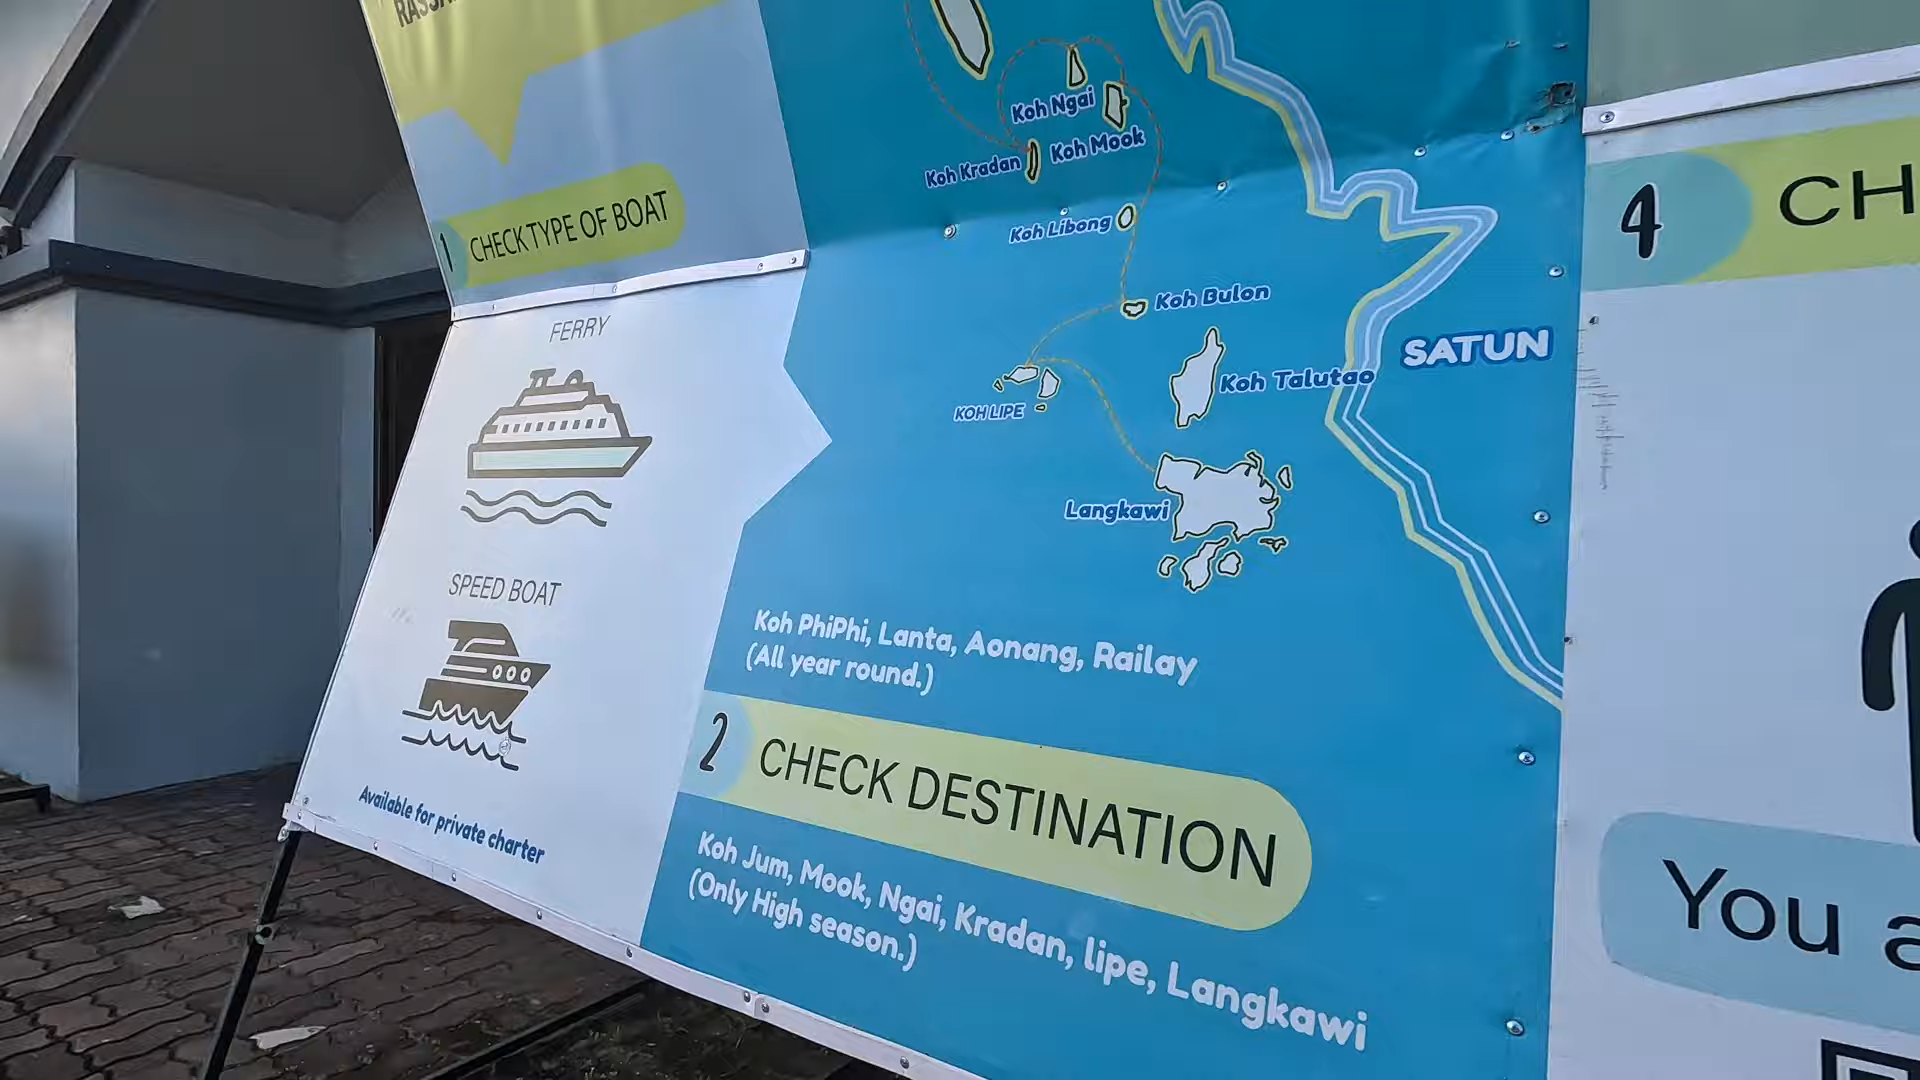 1 CHECK TYPE OF BOAT
FERRY
SPEED BOAT
Available for private charter
Koh Ngai
Koh Mook
Koh Kradan
Koh Libong
Koh Bulon
SATUN
Koh Talutao
KOH LIPE
Langkawi
Koh PhiPhi, Lanta, Aonang, Railay
(All year round.)
2 CHECK DESTINATION
Koh Jum, Mook, Ngai, Kradan, lipe, Langkawi
(Only High season.)
4 CH
You a